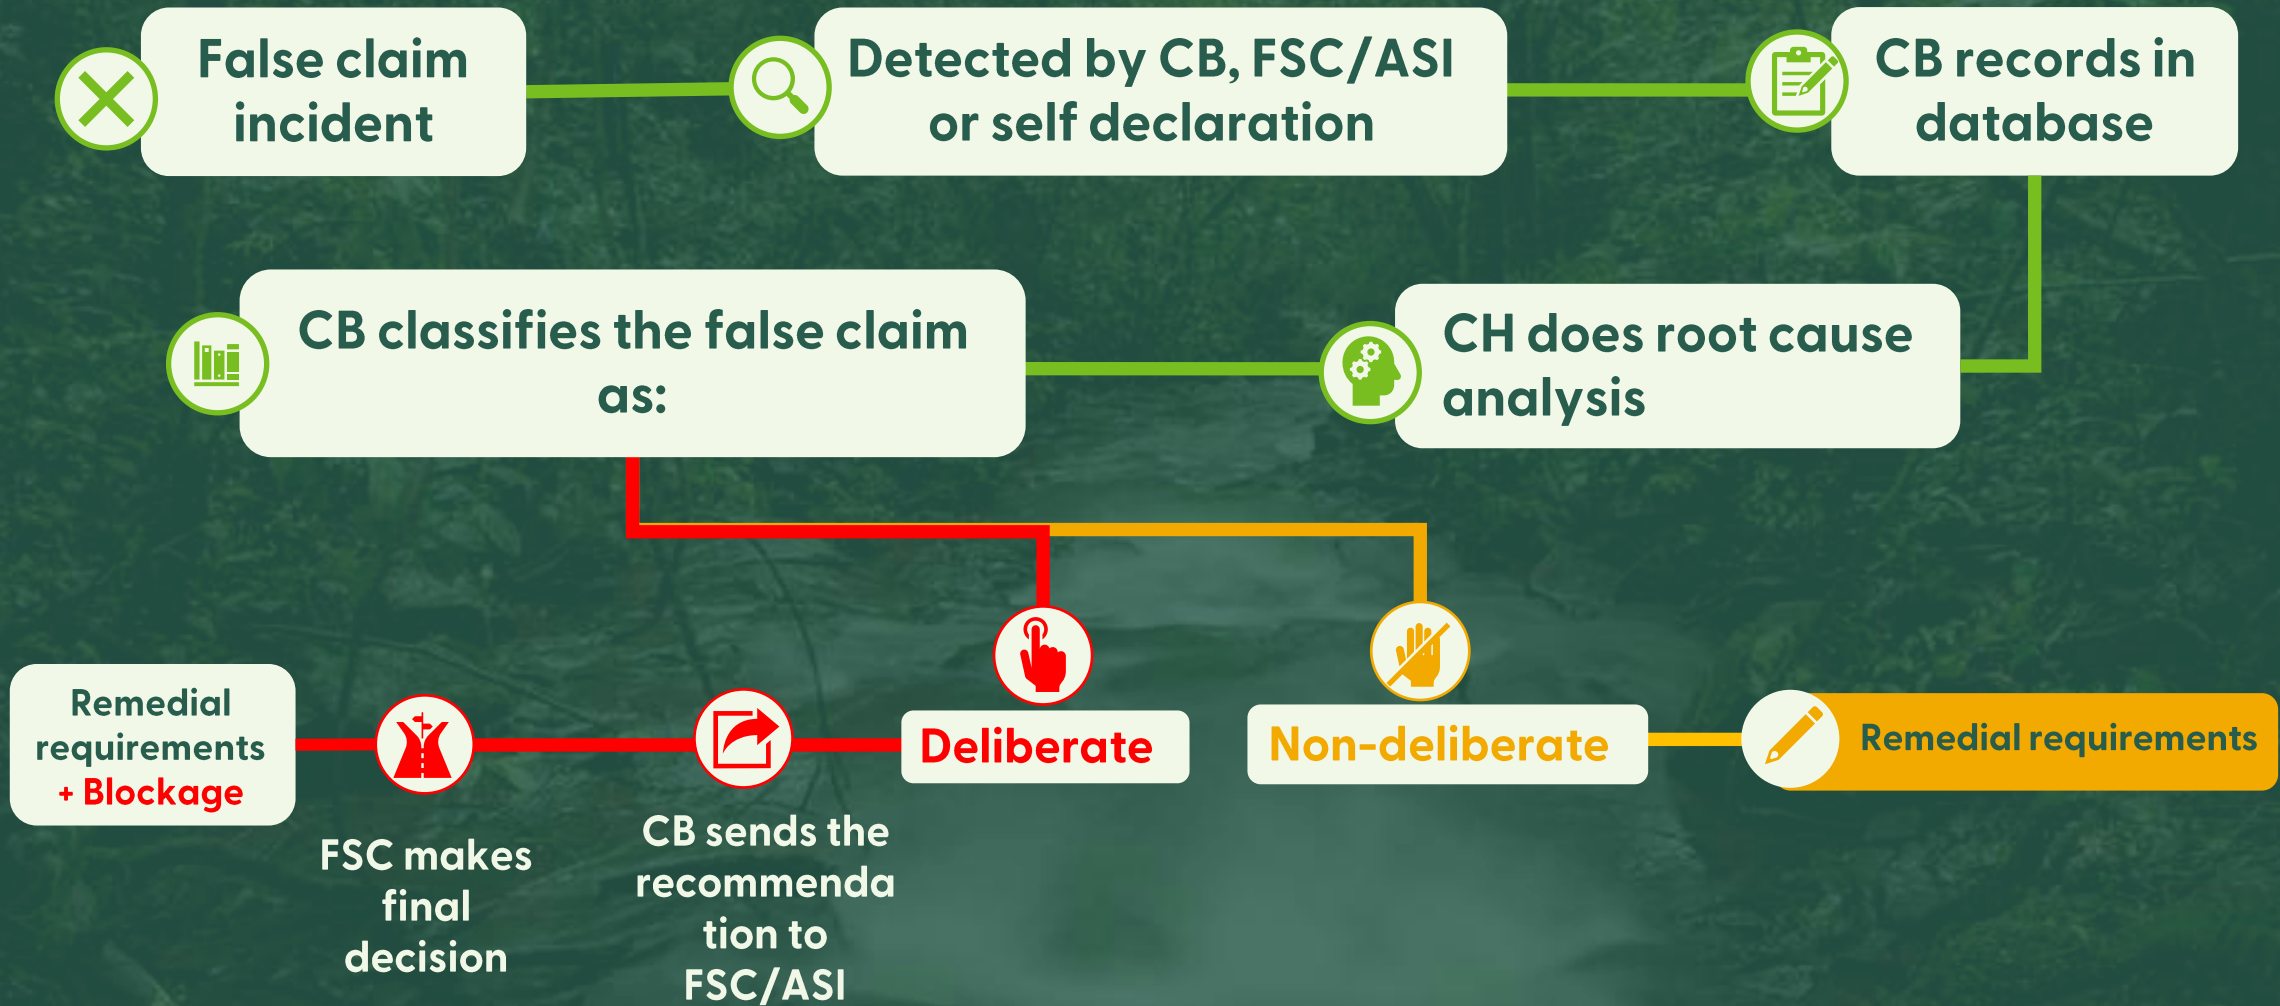 False claim
incident
Detected by CB, FSC/ASI
or self declaration
CB records in
database
CH does root cause
analysis
CB classifies the false claim
as:
Deliberate
CB sends the
recommenda
tion to
FSC/ASI
FSC makes
final
decision
Remedial
requirements
+ Blockage
Non-deliberate
Remedial requirements